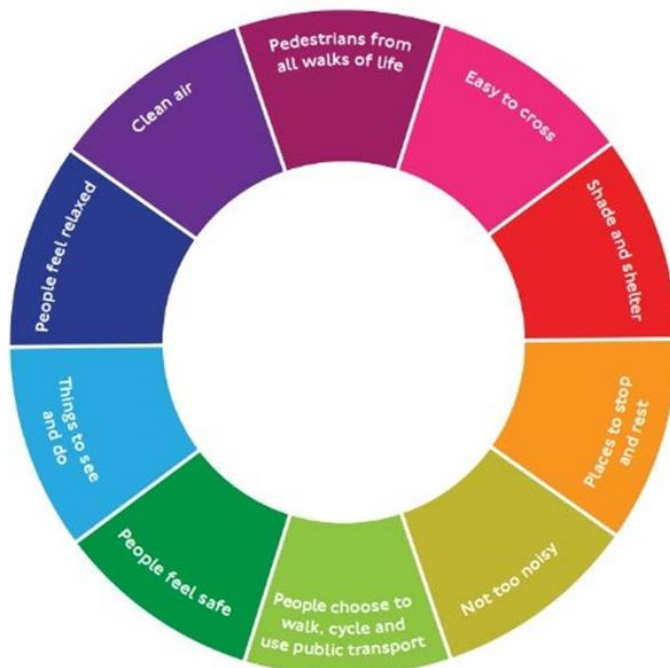 Pedestrians from
all walks of life
Easy to cross
Shade and shelter
Places to stop
and rest
Not too noisy
People choose to
walk, cycle and
use public transport
People feel safe
Things to see
and do
People feel relaxed
Clean air